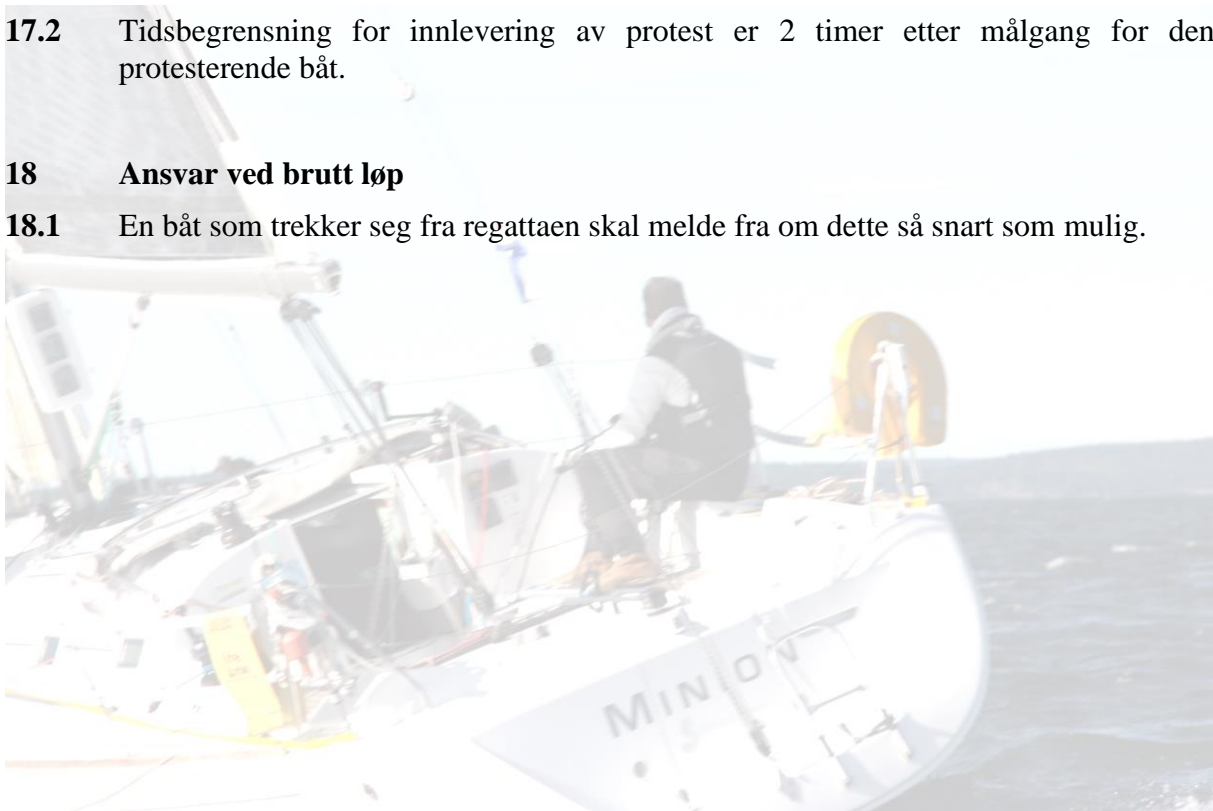 17.2 Tidsbegrensning for innlevering av protest er 2 timer etter målgang for den
protesterende båt.
18 Ansvar ved brutt løp
18.1 En båt som trekker seg fra regattaen skal melde fra om dette så snart som mulig.
MINION